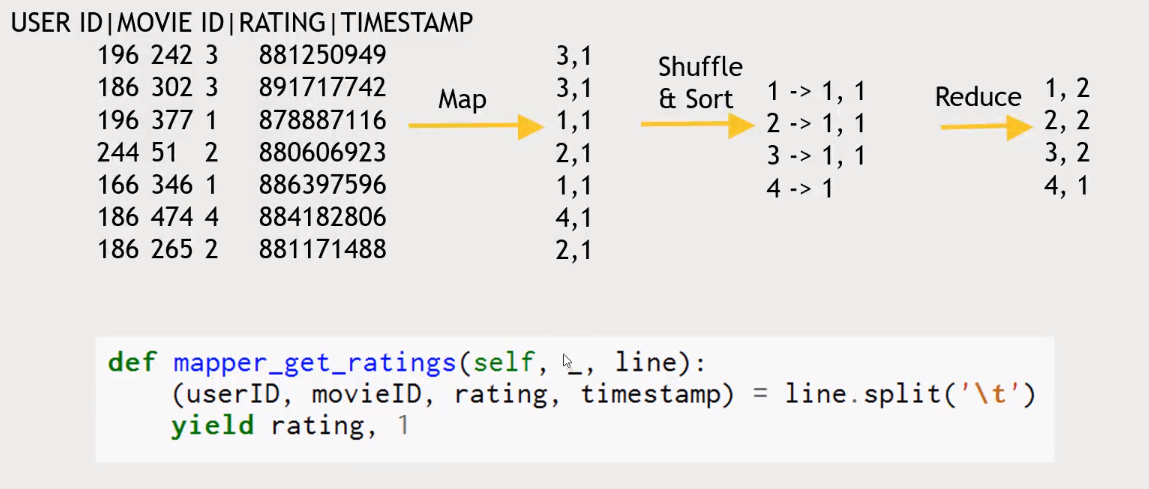 USER ID|MOVIE ID|RATING|TIMESTAMP
196 242 3 881250949
186 302 3 891717742
196 377 1 878887116
244 51 2 880606923
166 346 1 886397596
186 474 4 884182806
186 265 2 881171488
Map
3,1
3,1
1,1
2,1
1,1
4,1
2,1
Shuffle
& Sort
1 -> 1, 1
2 -> 1, 1
3 -> 1, 1
4 -> 1
Reduce
1, 2
2, 2
3, 2
4, 1
def mapper_get_ratings(self, _, line):
(userID, movieID, rating, timestamp) = line.split('\t')
yield rating, 1